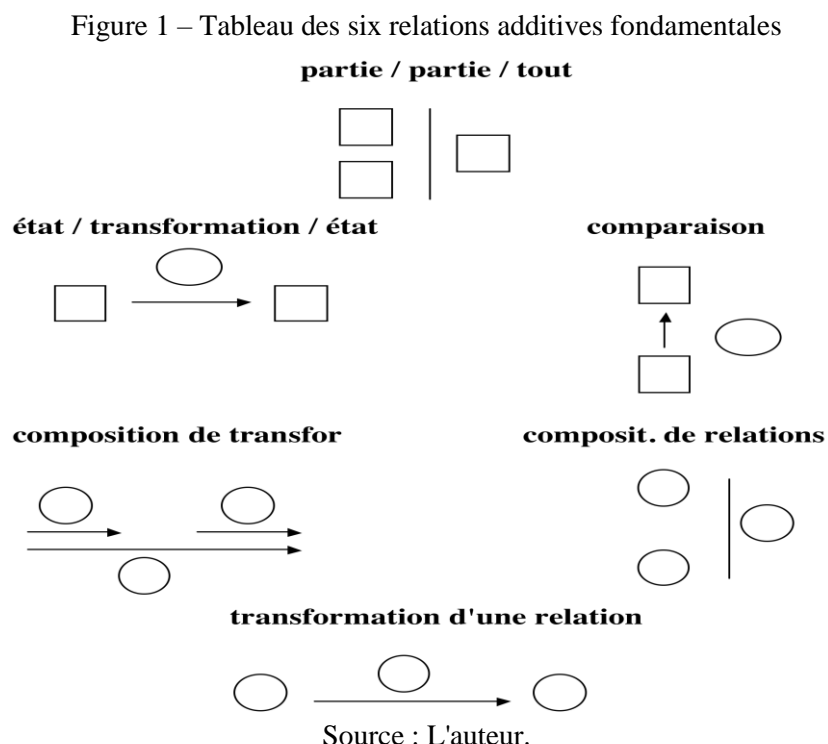 Figure 1 – Tableau des six relations additives fondamentales
partie / partie / tout
état / transformation / état
comparaison
composition de transfor
composit. de relations
transformation d'une relation
Source : L'auteur.